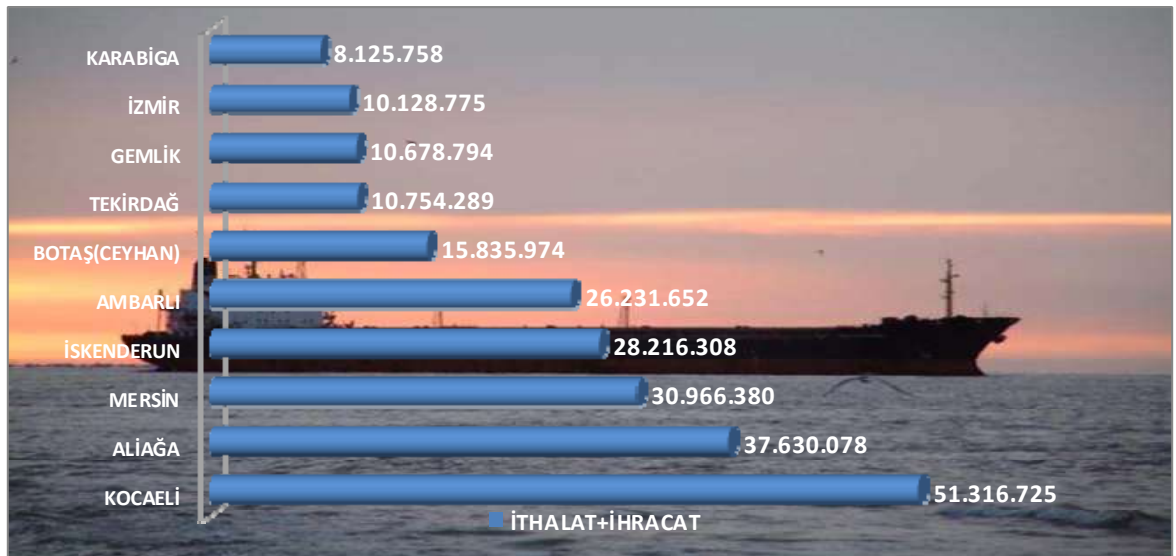 KARABİGA 8.125.758
İZMİR 10.128.775
GEMLİK 10.678.794
TEKİRDAĞ 10.754.289
BOTAŞ(CEYHAN) 15.835.974
AMBARLI 26.231.652
İSKENDERUN 28.216.308
MERSİN 30.966.380
ALİAĞA 37.630.078
KOCAELİ 51.316.725
İTHALAT+İHRACAT